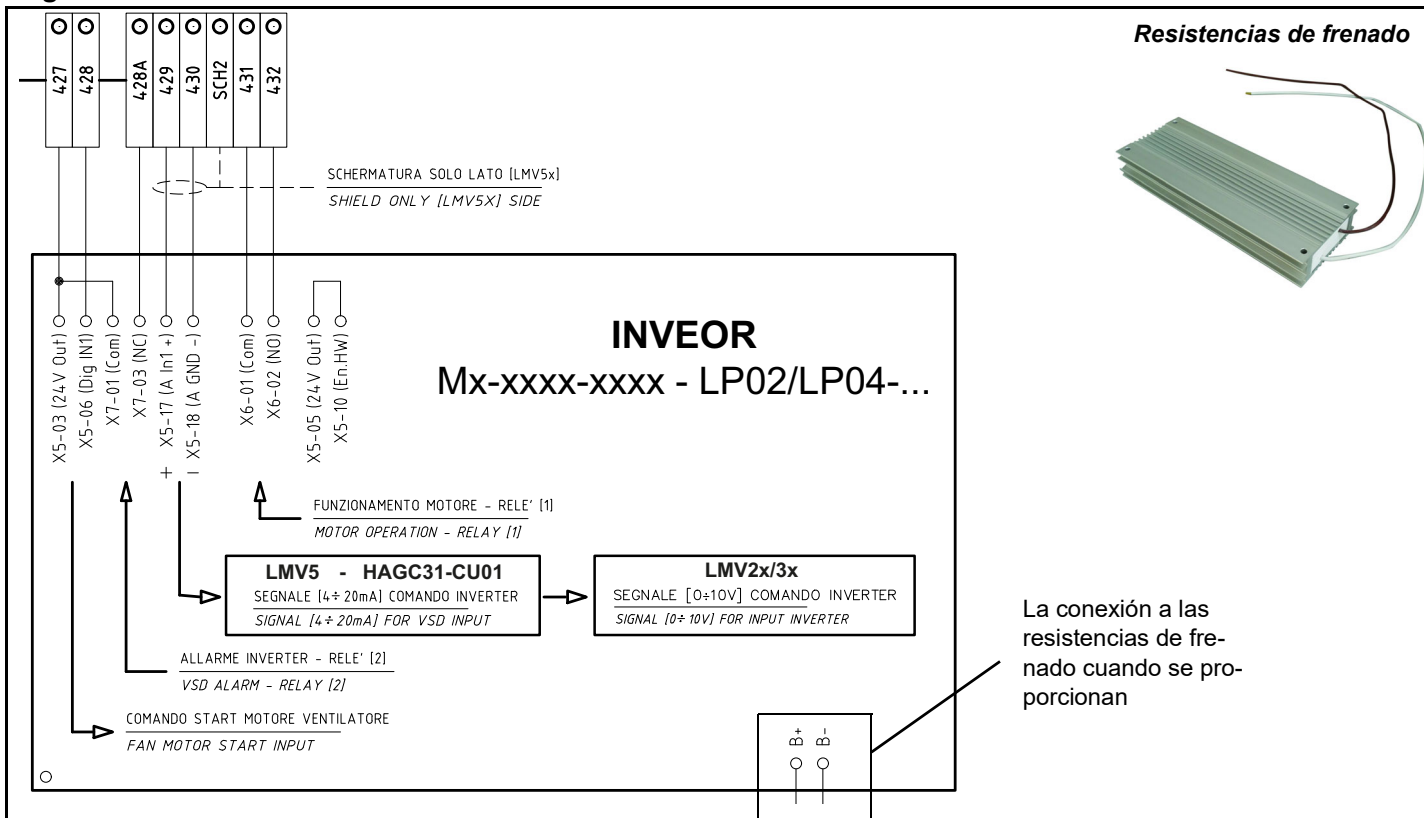 427
428
428A
429
430
SCH2
431
432
Resistencias de frenado
SCHERMATURA SOLO LATO [LMV5x]
SHIELD ONLY [LMV5X] SIDE
X5-03 (24V Out)
X5-06 (Dig IN1)
X7-01 (Com)
X7-03 (NC)
+ X5-17 (A In1 +)
− X5-18 (A GND -)
X6-01 (Com)
X6-02 (NO)
X5-05 (24V Out)
X5-10 (En.HW)
INVEOR
Mx-xxxx-xxxx - LP02/LP04-...
FUNZIONAMENTO MOTORE - RELE' [1]
MOTOR OPERATION - RELAY [1]
LMV5 - HAGC31-CU01
SEGNALE [4÷20mA] COMANDO INVERTER
SIGNAL [4÷20mA] FOR VSD INPUT
LMV2x/3x
SEGNALE [0÷10V] COMANDO INVERTER
SIGNAL [0÷10V] FOR INPUT INVERTER
ALLARME INVERTER - RELE' [2]
VSD ALARM - RELAY [2]
COMANDO START MOTORE VENTILATORE
FAN MOTOR START INPUT
B+
B-
La conexión a las
resistencias de fre-
nado cuando se pro-
porcionan